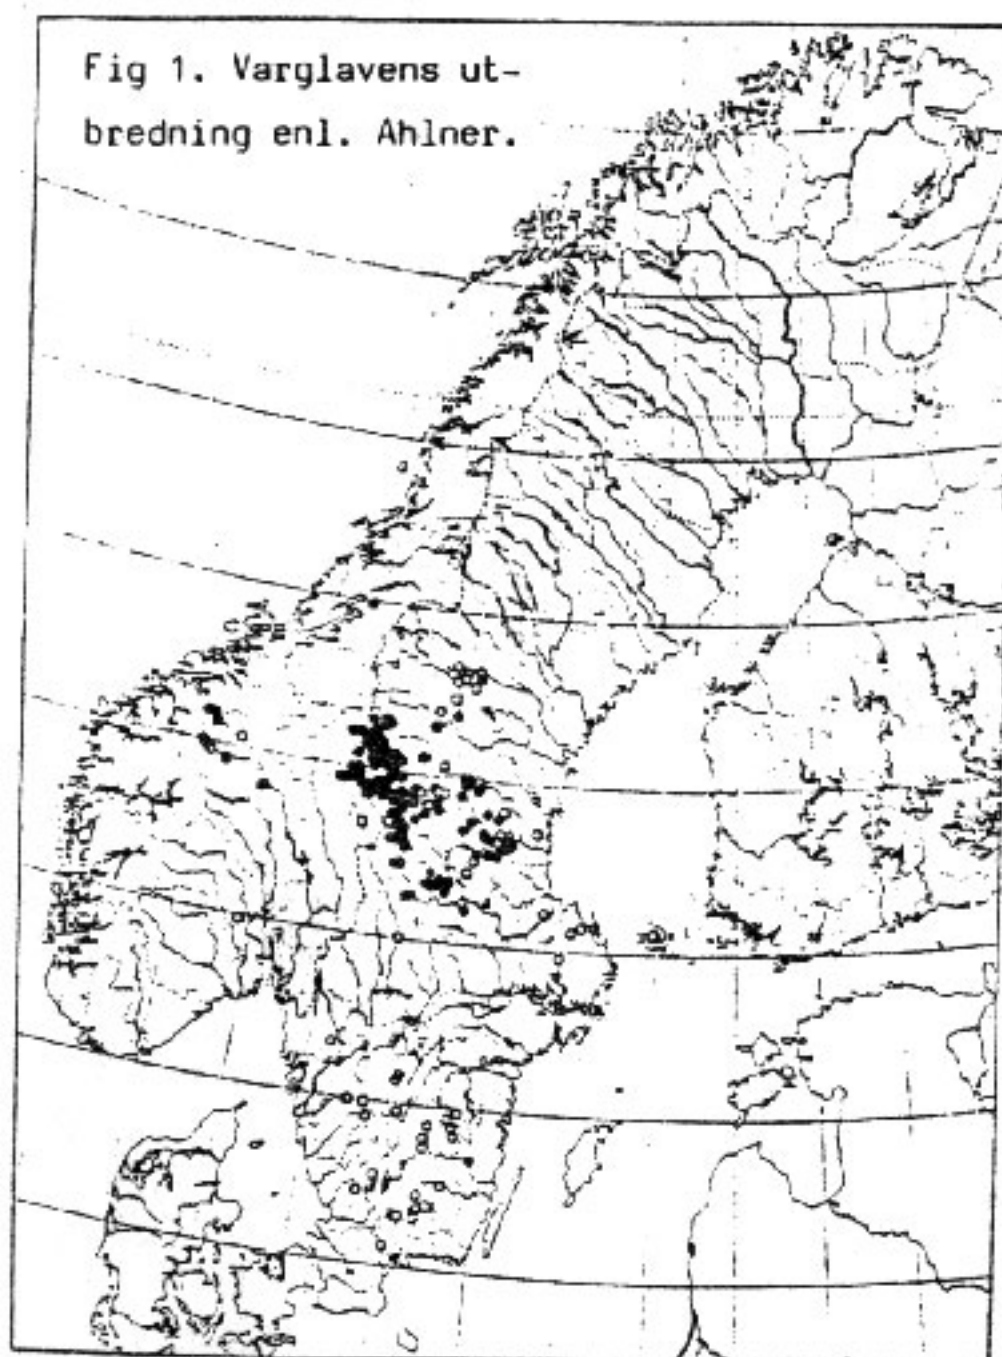 Fig 1. Varglavens ut-
bredning enl. Ahlner.